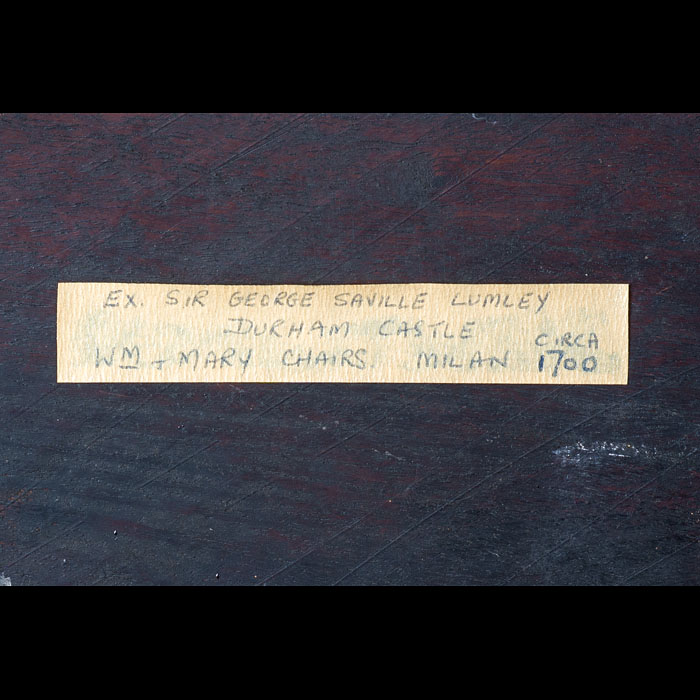 EX. SIR GEORGE SAVILLE LUMLEY
DURHAM CASTLE
WM + MARY CHAIRS. MILAN CIRCA 1700